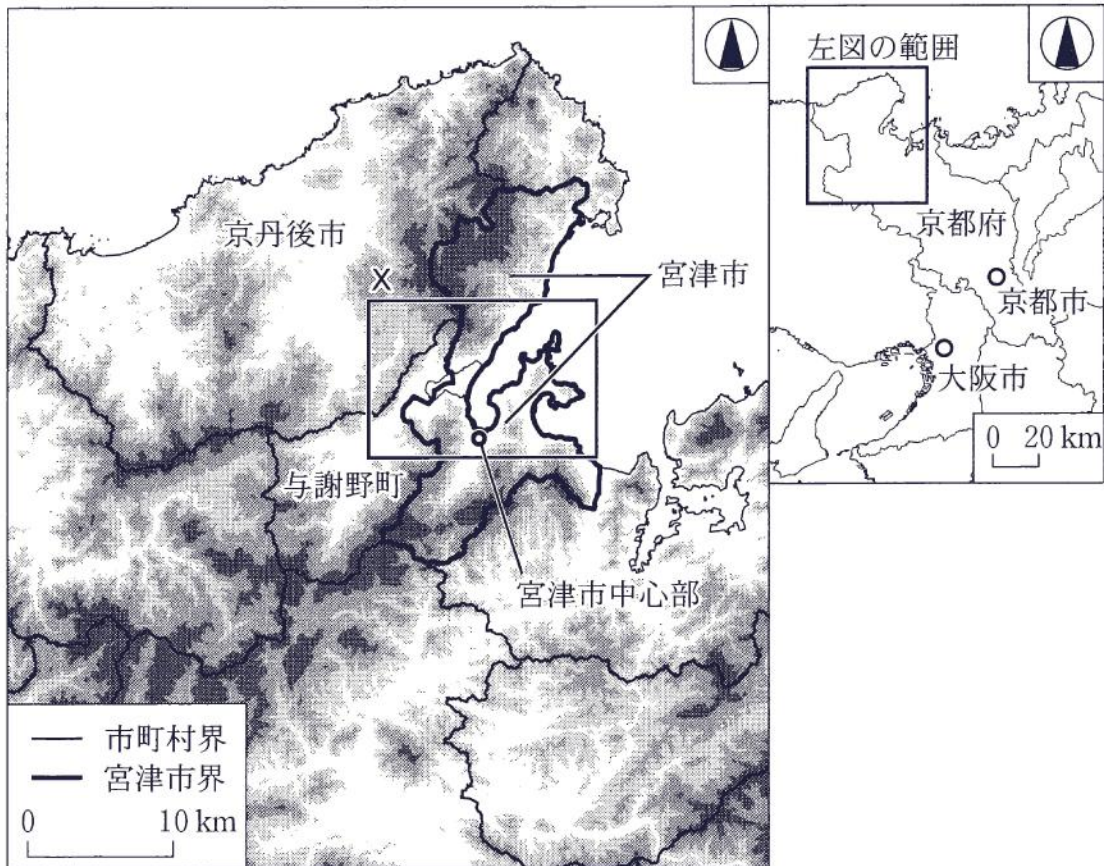 京丹後市
X
宮津市
与謝野町
宮津市中心部
市町村界
宮津市界
0 10 km
左図の範囲
京都府
京都市
大阪市
0 20 km